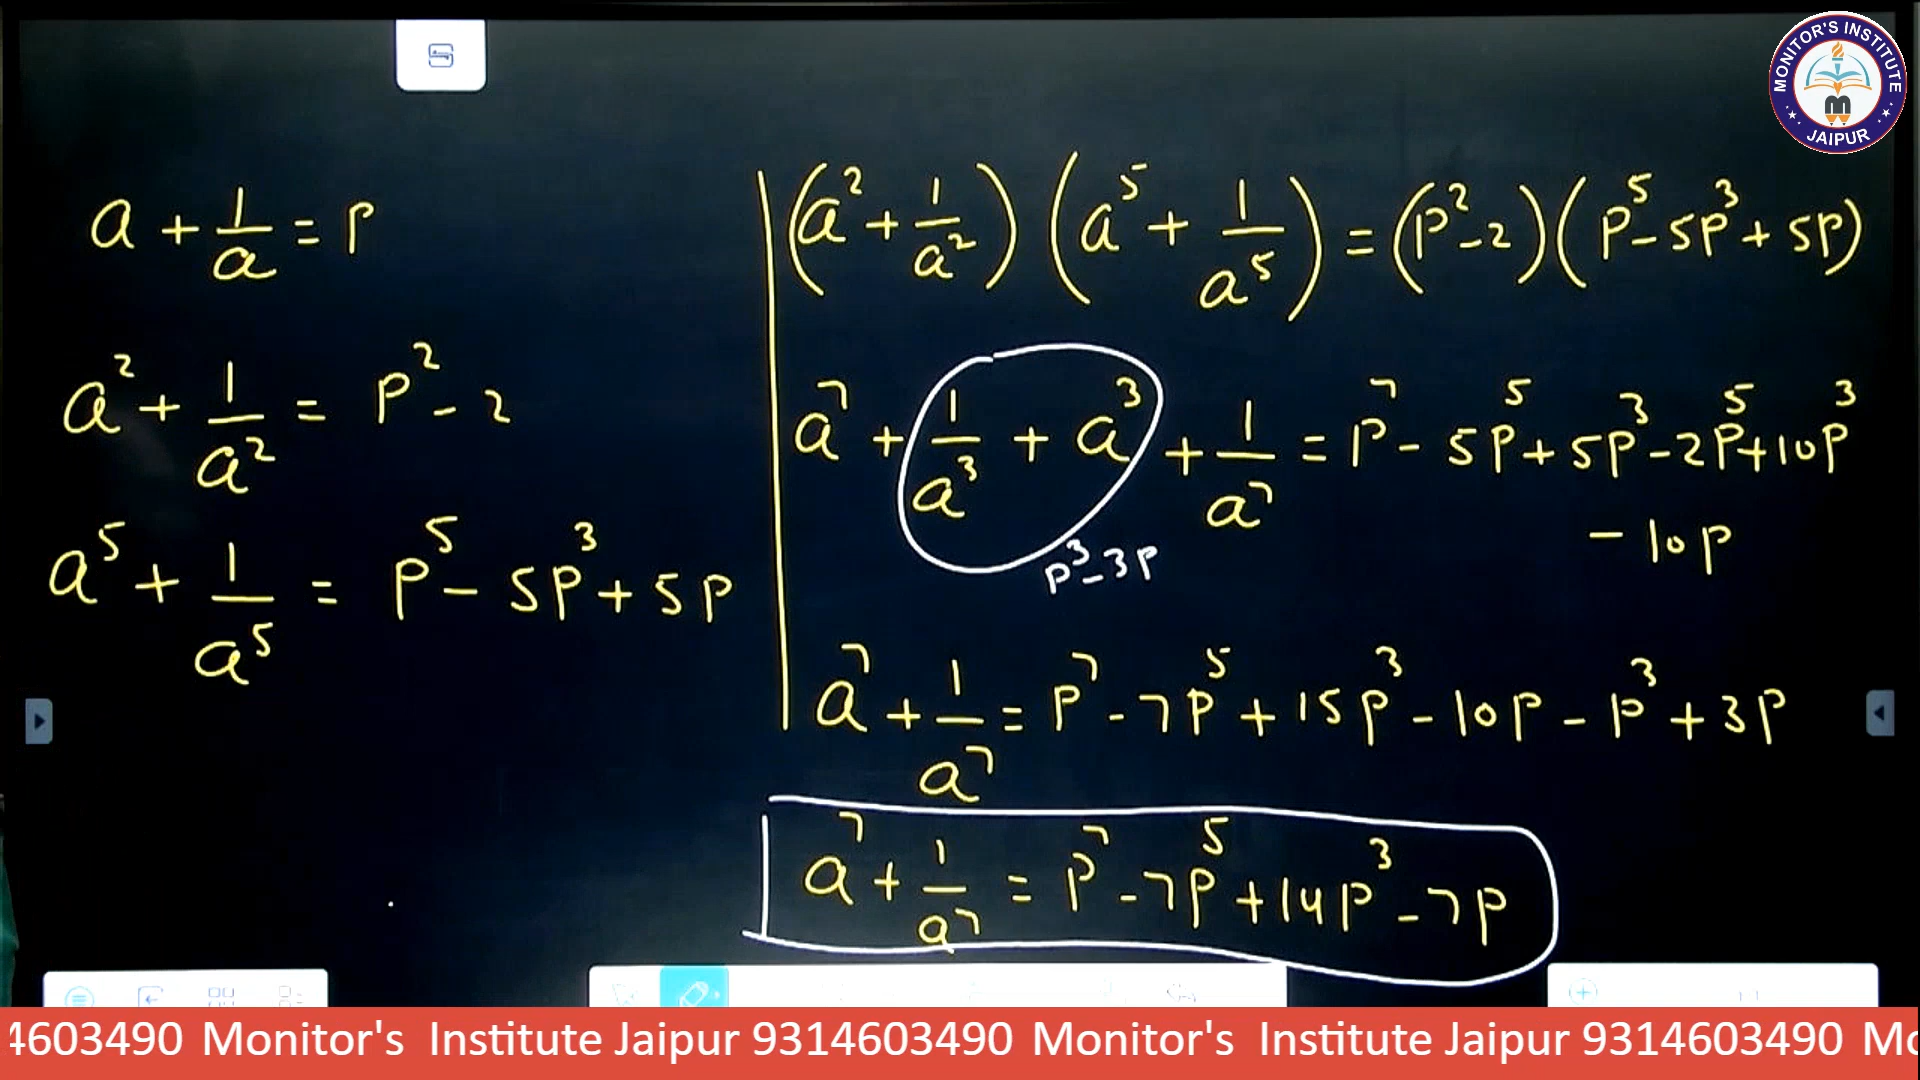 MONITOR'S INSTITUTE
M
JAIPUR
a + 1/a = p
a² + 1/a² = p² - 2
a⁵ + 1/a⁵ = p⁵ - 5p³ + 5p
(a² + 1/a²) (a⁵ + 1/a⁵) = (p² - 2)(p⁵ - 5p³ + 5p)
a⁷ + 1/a³ + a³ + 1/a⁷ = p⁷ - 5p⁵ + 5p³ - 2p⁵ + 10p³
- 10p
p³ - 3p
a⁷ + 1/a⁷ = p⁷ - 7p⁵ + 15p³ - 10p - p³ + 3p
a⁷ + 1/a⁷ = p⁷ - 7p⁵ + 14p³ - 7p
4603490 Monitor's Institute Jaipur 9314603490 Monitor's Institute Jaipur 9314603490 Mo